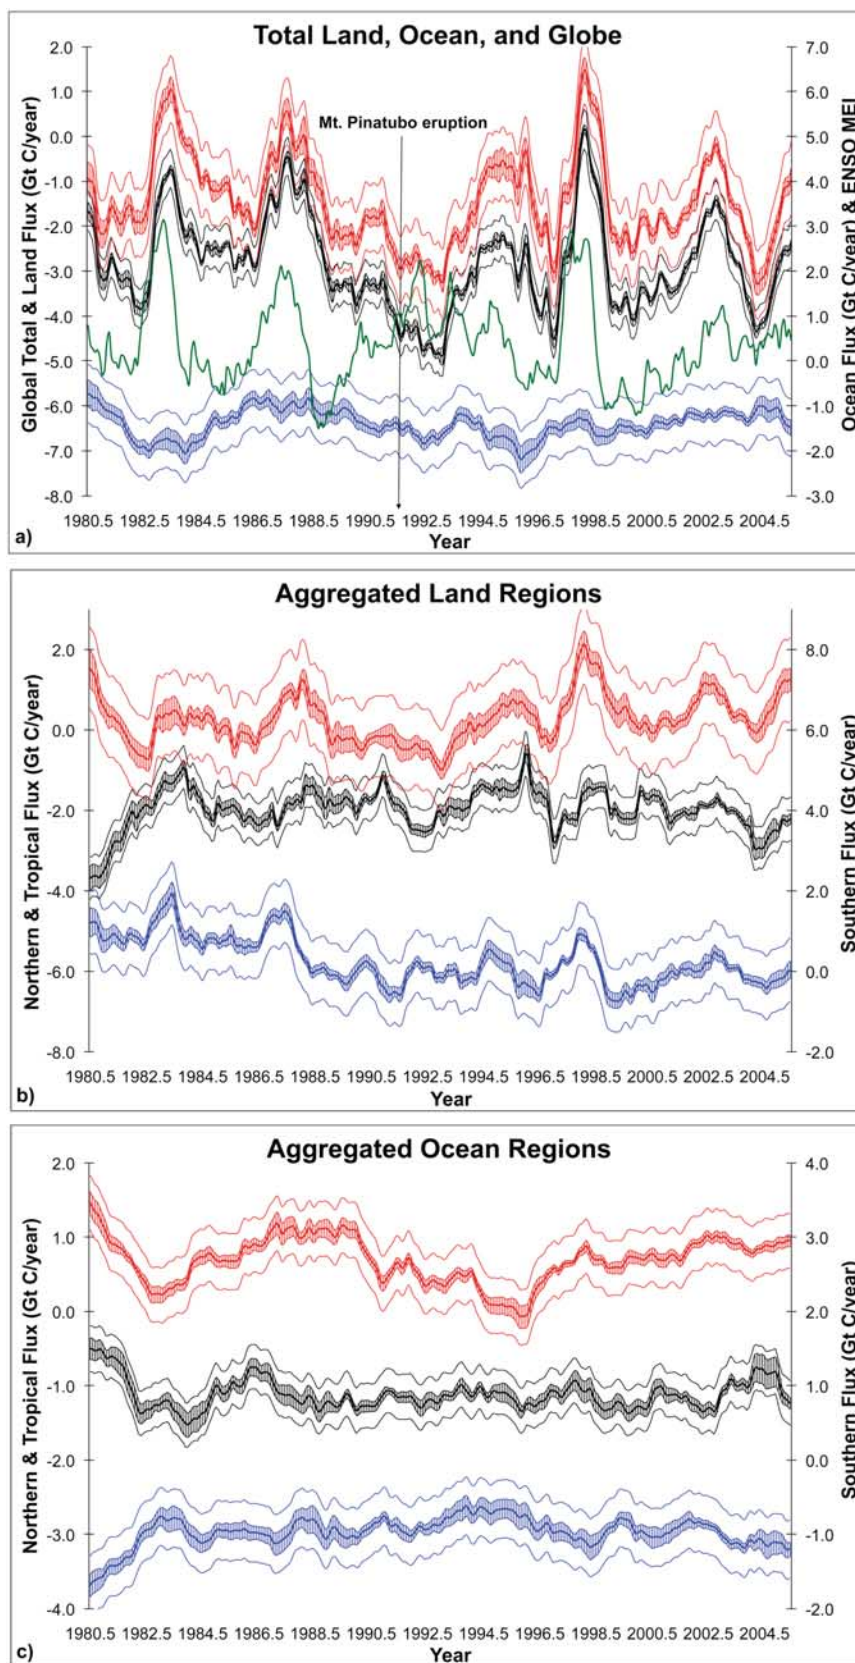 Total Land, Ocean, and Globe
Global Total & Land Flux (Gt C/year)
2.0
1.0
0.0
-1.0
-2.0
-3.0
-4.0
-5.0
-6.0
-7.0
-8.0
Mt. Pinatubo eruption
7.0
6.0
5.0
4.0
3.0
2.0
1.0
0.0
-1.0
-2.0
-3.0
Ocean Flux (Gt C/year) & ENSO MEI
1980.5 1982.5 1984.5 1986.5 1988.5 1990.5 1992.5 1994.5 1996.5 1998.5 2000.5 2002.5 2004.5
Year
a)
Aggregated Land Regions
Northern & Tropical Flux (Gt C/year)
2.0
0.0
-2.0
-4.0
-6.0
-8.0
8.0
6.0
4.0
2.0
0.0
-2.0
Southern Flux (Gt C/year)
1980.5 1982.5 1984.5 1986.5 1988.5 1990.5 1992.5 1994.5 1996.5 1998.5 2000.5 2002.5 2004.5
Year
b)
Aggregated Ocean Regions
Northern & Tropical Flux (Gt C/year)
2.0
1.0
0.0
-1.0
-2.0
-3.0
-4.0
4.0
3.0
2.0
1.0
0.0
-1.0
-2.0
Southern Flux (Gt C/year)
1980.5 1982.5 1984.5 1986.5 1988.5 1990.5 1992.5 1994.5 1996.5 1998.5 2000.5 2002.5 2004.5
Year
c)